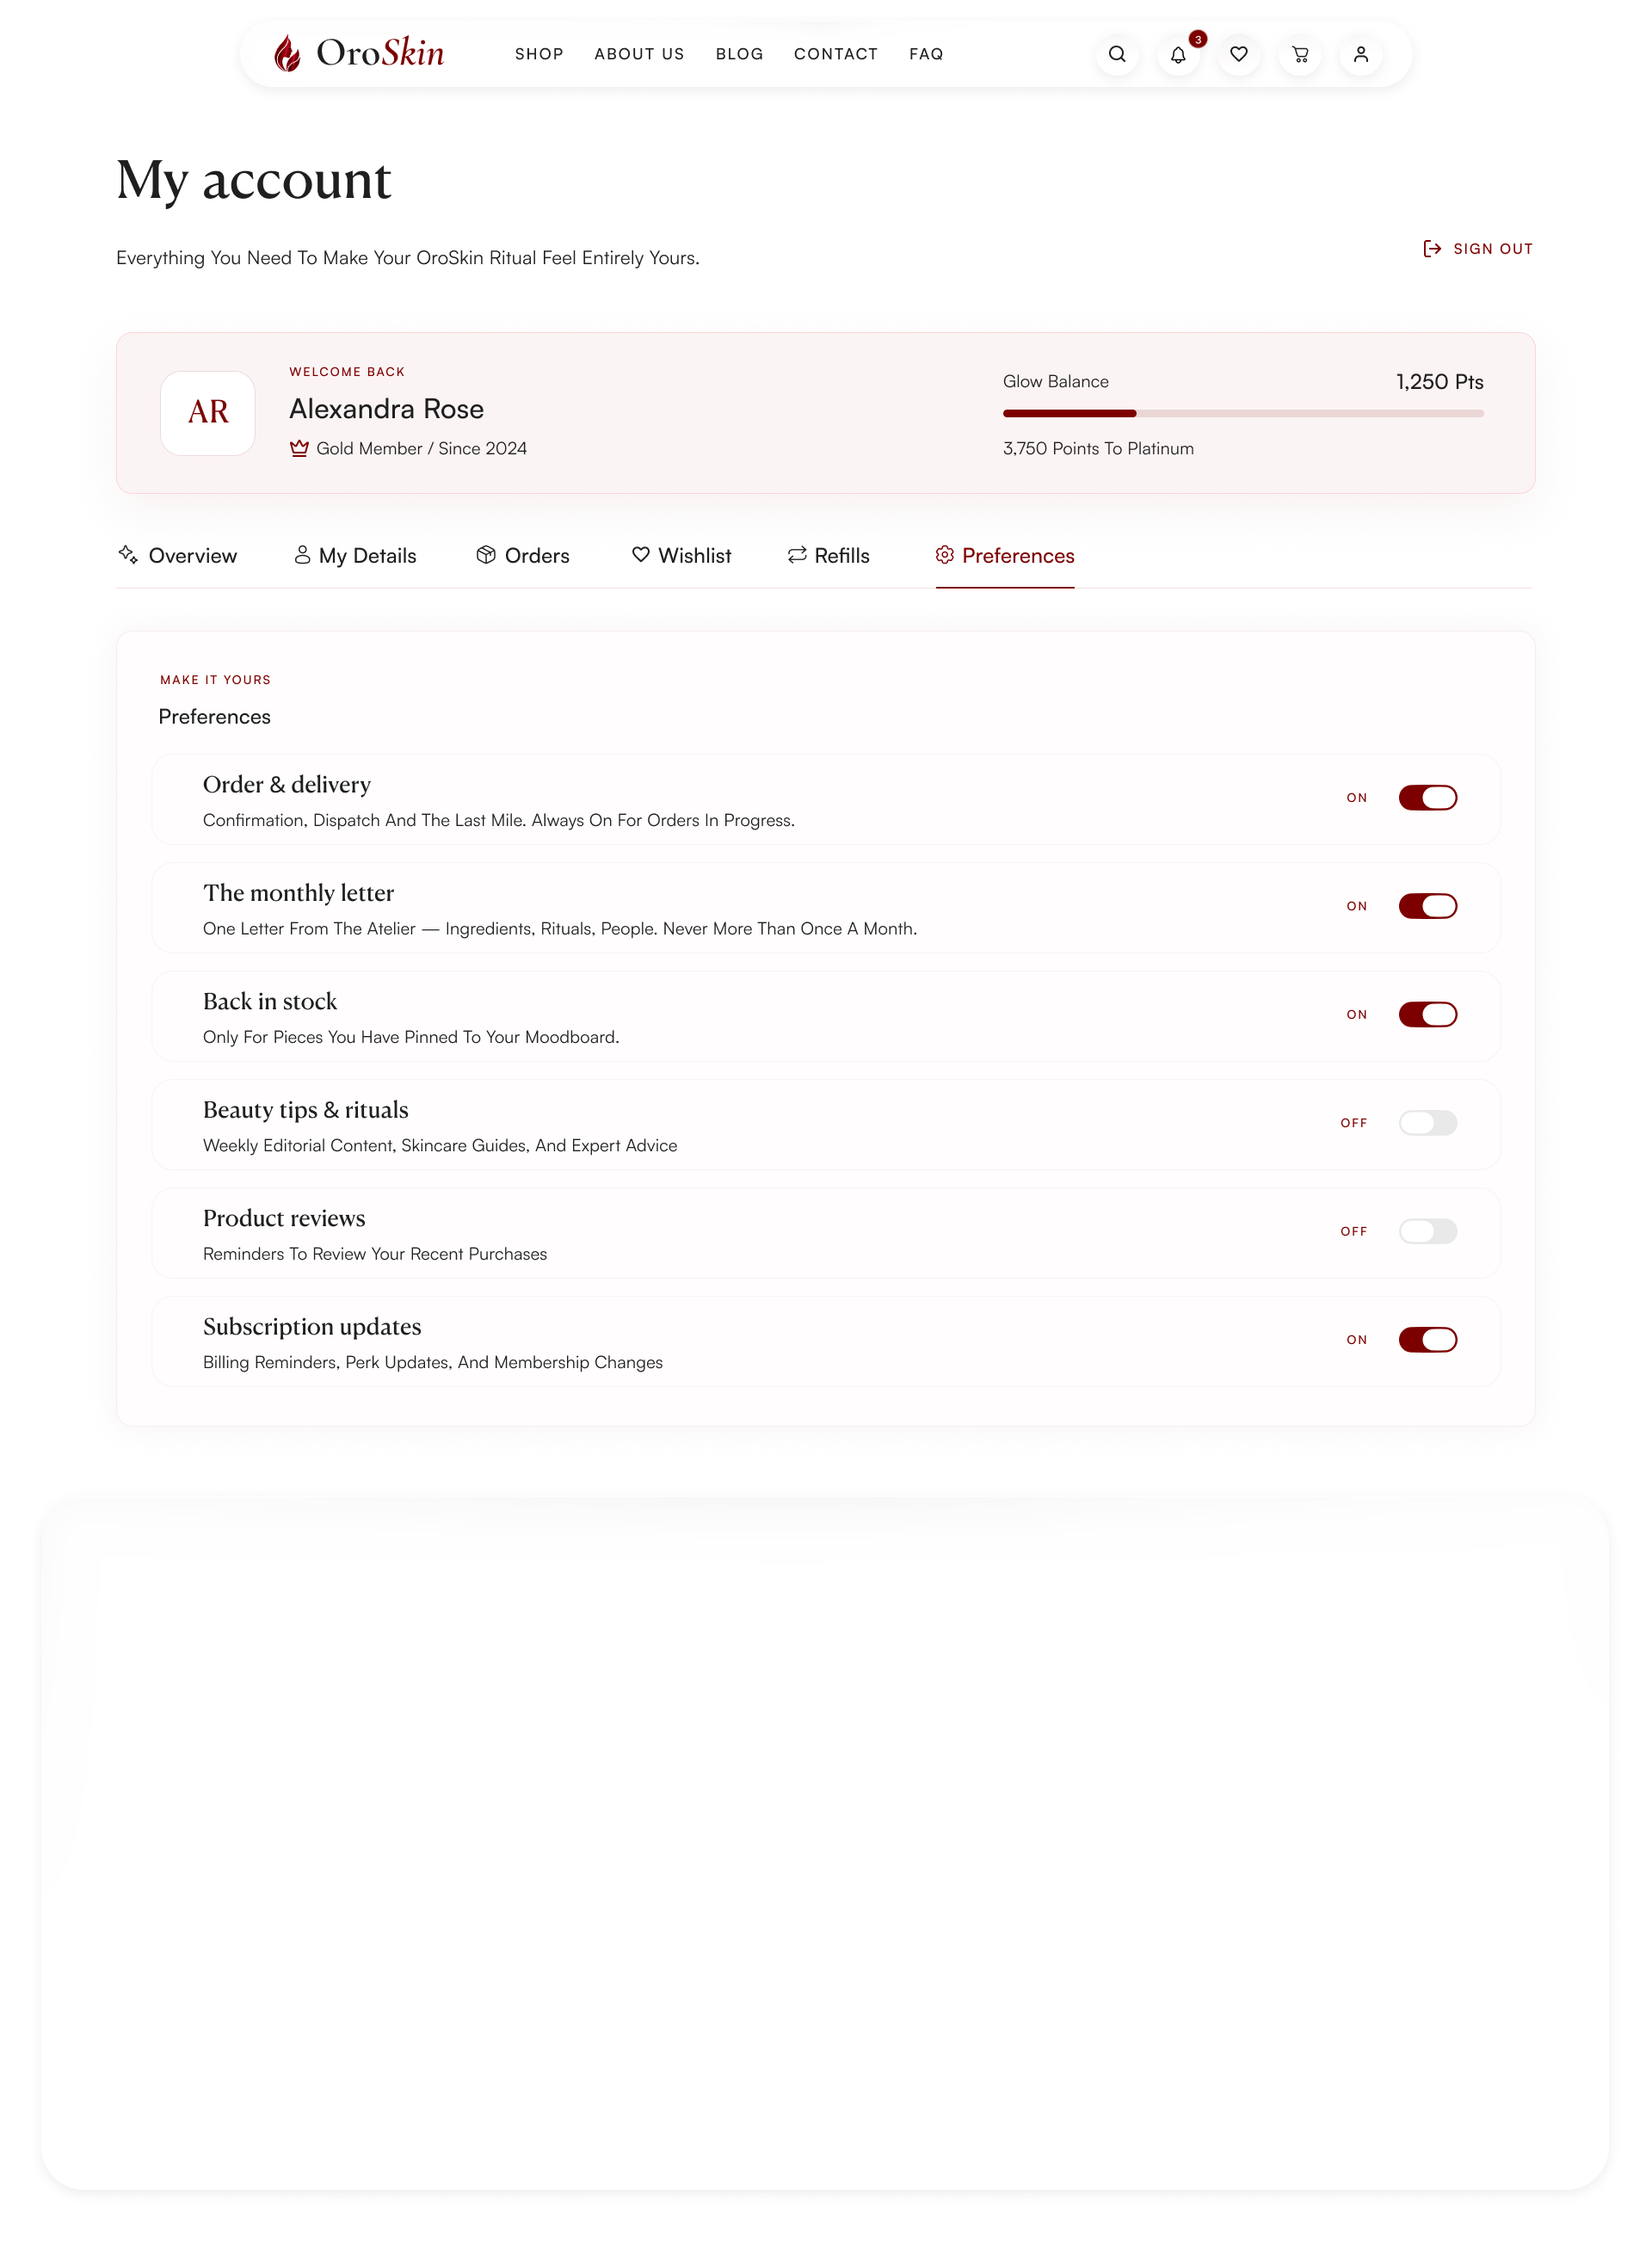 OroSkin
SHOP ABOUT US BLOG CONTACT FAQ
3
My account
Everything You Need To Make Your OroSkin Ritual Feel Entirely Yours.
SIGN OUT
AR
WELCOME BACK
Alexandra Rose
Gold Member / Since 2024
Glow Balance 1,250 Pts
3,750 Points To Platinum
Overview My Details Orders Wishlist Refills Preferences
MAKE IT YOURS
Preferences
Order & delivery
Confirmation, Dispatch And The Last Mile. Always On For Orders In Progress.
ON
The monthly letter
One Letter From The Atelier — Ingredients, Rituals, People. Never More Than Once A Month.
ON
Back in stock
Only For Pieces You Have Pinned To Your Moodboard.
ON
Beauty tips & rituals
Weekly Editorial Content, Skincare Guides, And Expert Advice
OFF
Product reviews
Reminders To Review Your Recent Purchases
OFF
Subscription updates
Billing Reminders, Perk Updates, And Membership Changes
ON